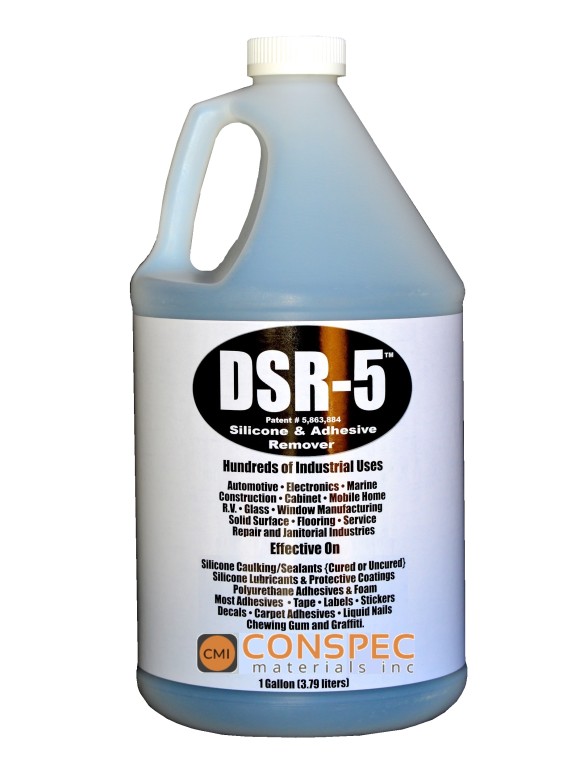 DSR-5™
Patent # 5,863,884
Silicone & Adhesive
Remover
Hundreds of Industrial Uses
Automotive • Electronics • Marine
Construction • Cabinet • Mobile Home
R.V. • Glass • Window Manufacturing
Solid Surface • Flooring • Service
Repair and Janitorial Industries
Effective On
Silicone Caulking/Sealants {Cured or Uncured}
Silicone Lubricants & Protective Coatings
Polyurethane Adhesives & Foam
Most Adhesives • Tape • Labels • Stickers
Decals • Carpet Adhesives • Liquid Nails
Chewing Gum and Graffiti.
CMI CONSPEC
materials inc
1 Gallon (3.79 liters)